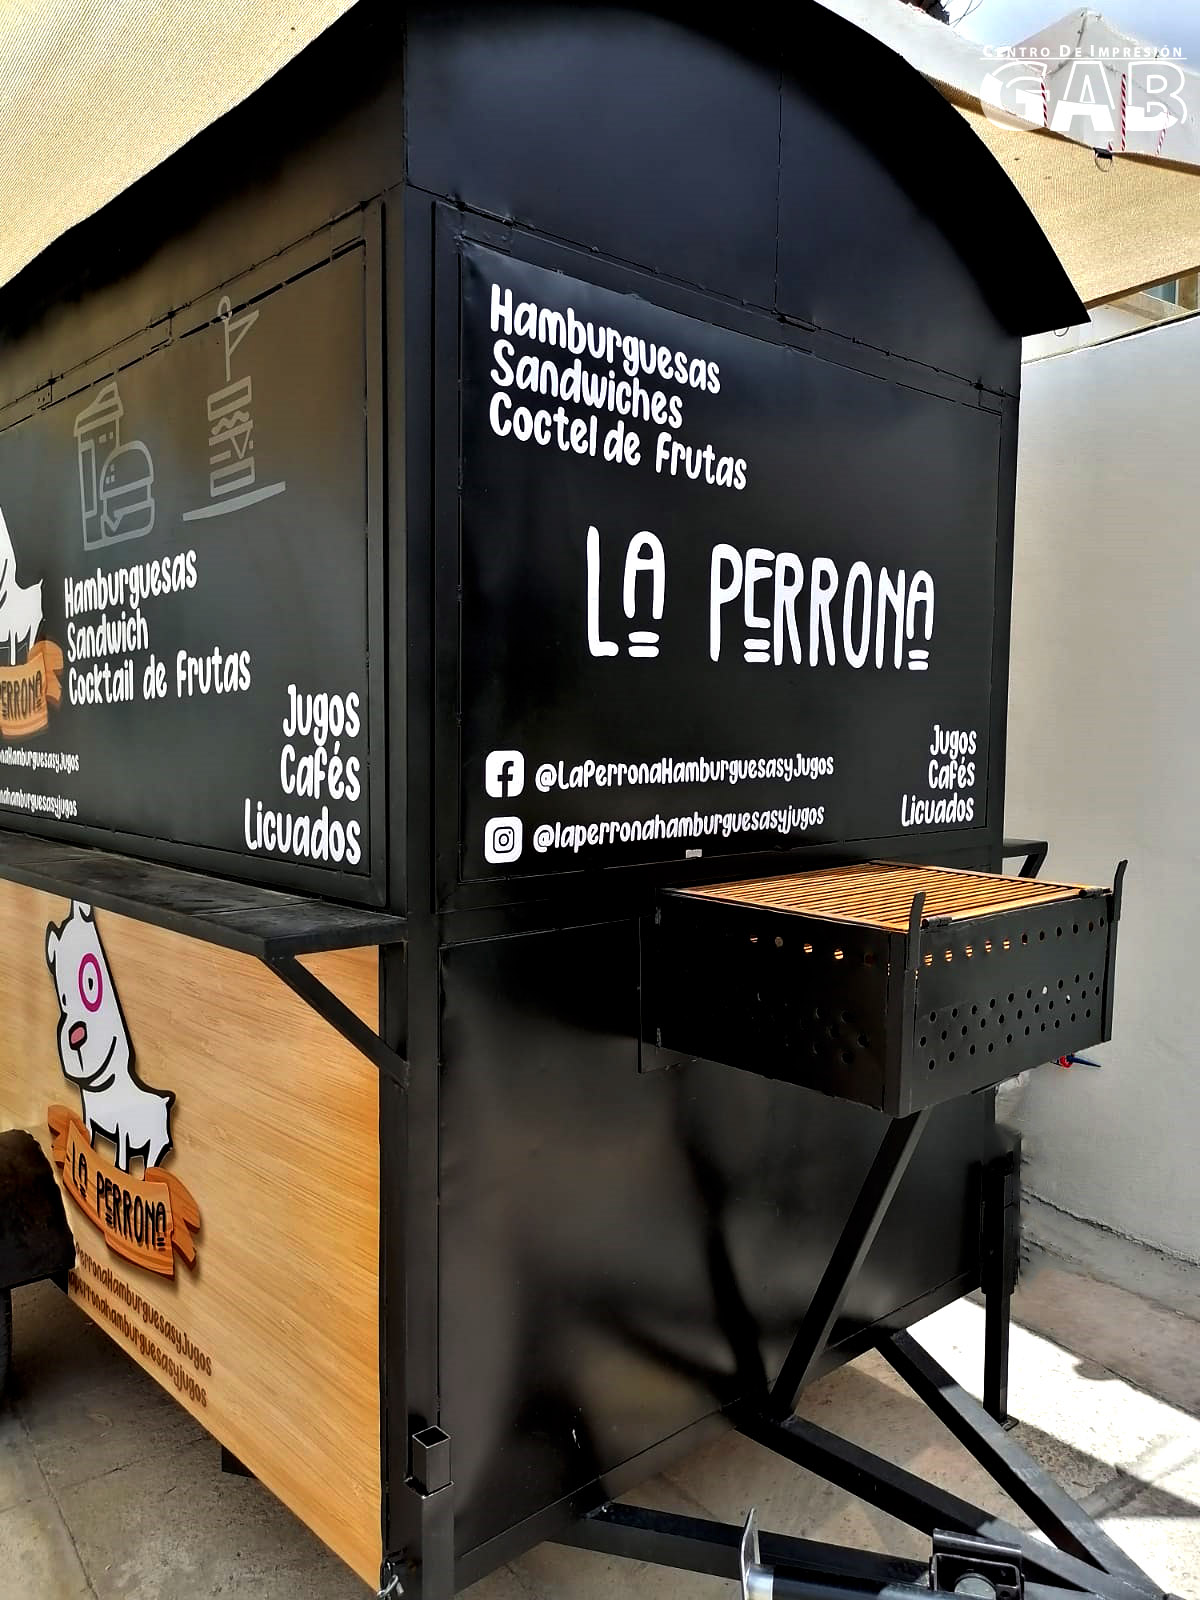 CENTRO DE IMPRESIÓN
GAB
Hamburguesas
Sandwiches
Coctel de Frutas
LA PERRONA
@LaPerronaHamburguesasyJugos
@laperronahamburguesasyjugos
Jugos
Cafés
Licuados
Hamburguesas
Sandwich
Cocktail de Frutas
Jugos
Cafés
Licuados
LA PERRONA